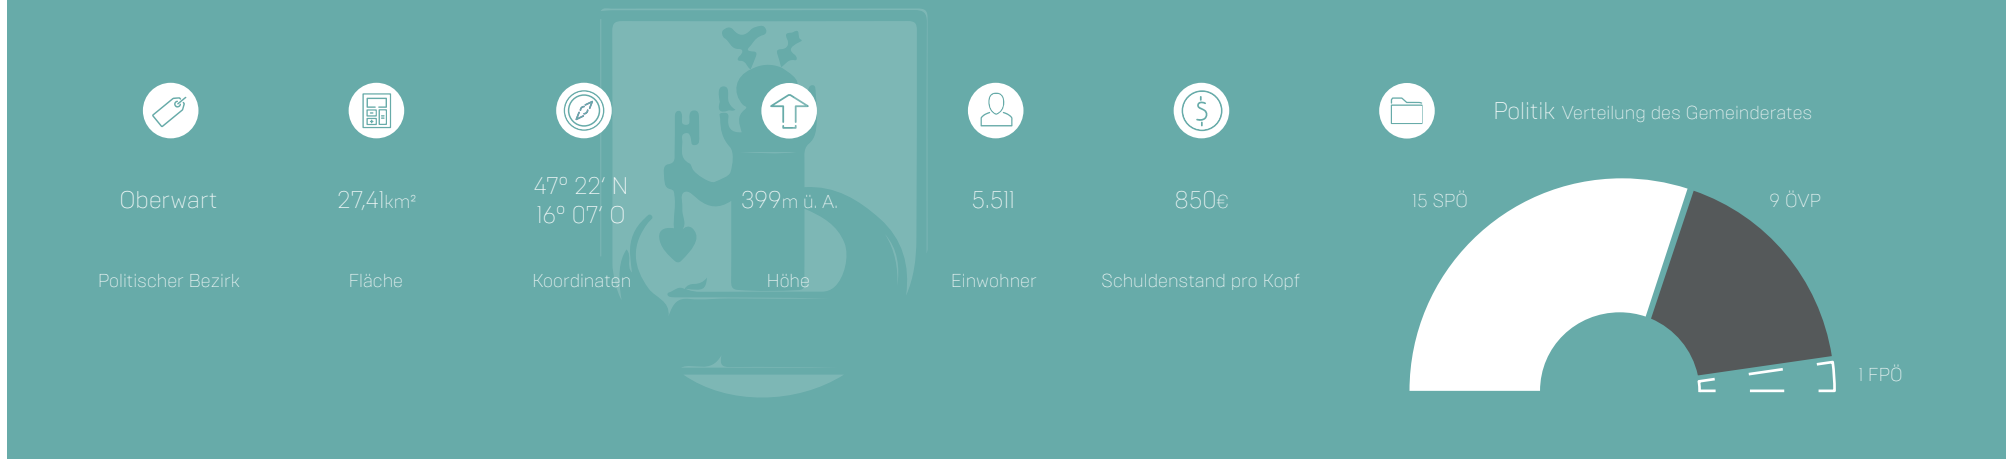 Politik Verteilung des Gemeinderates
Oberwart
27,41km²
47° 22' N
16° 07' O
399m ü. A.
5.511
850€
15 SPÖ
9 ÖVP
Politischer Bezirk
Fläche
Koordinaten
Höhe
Einwohner
Schuldenstand pro Kopf
1 FPÖ